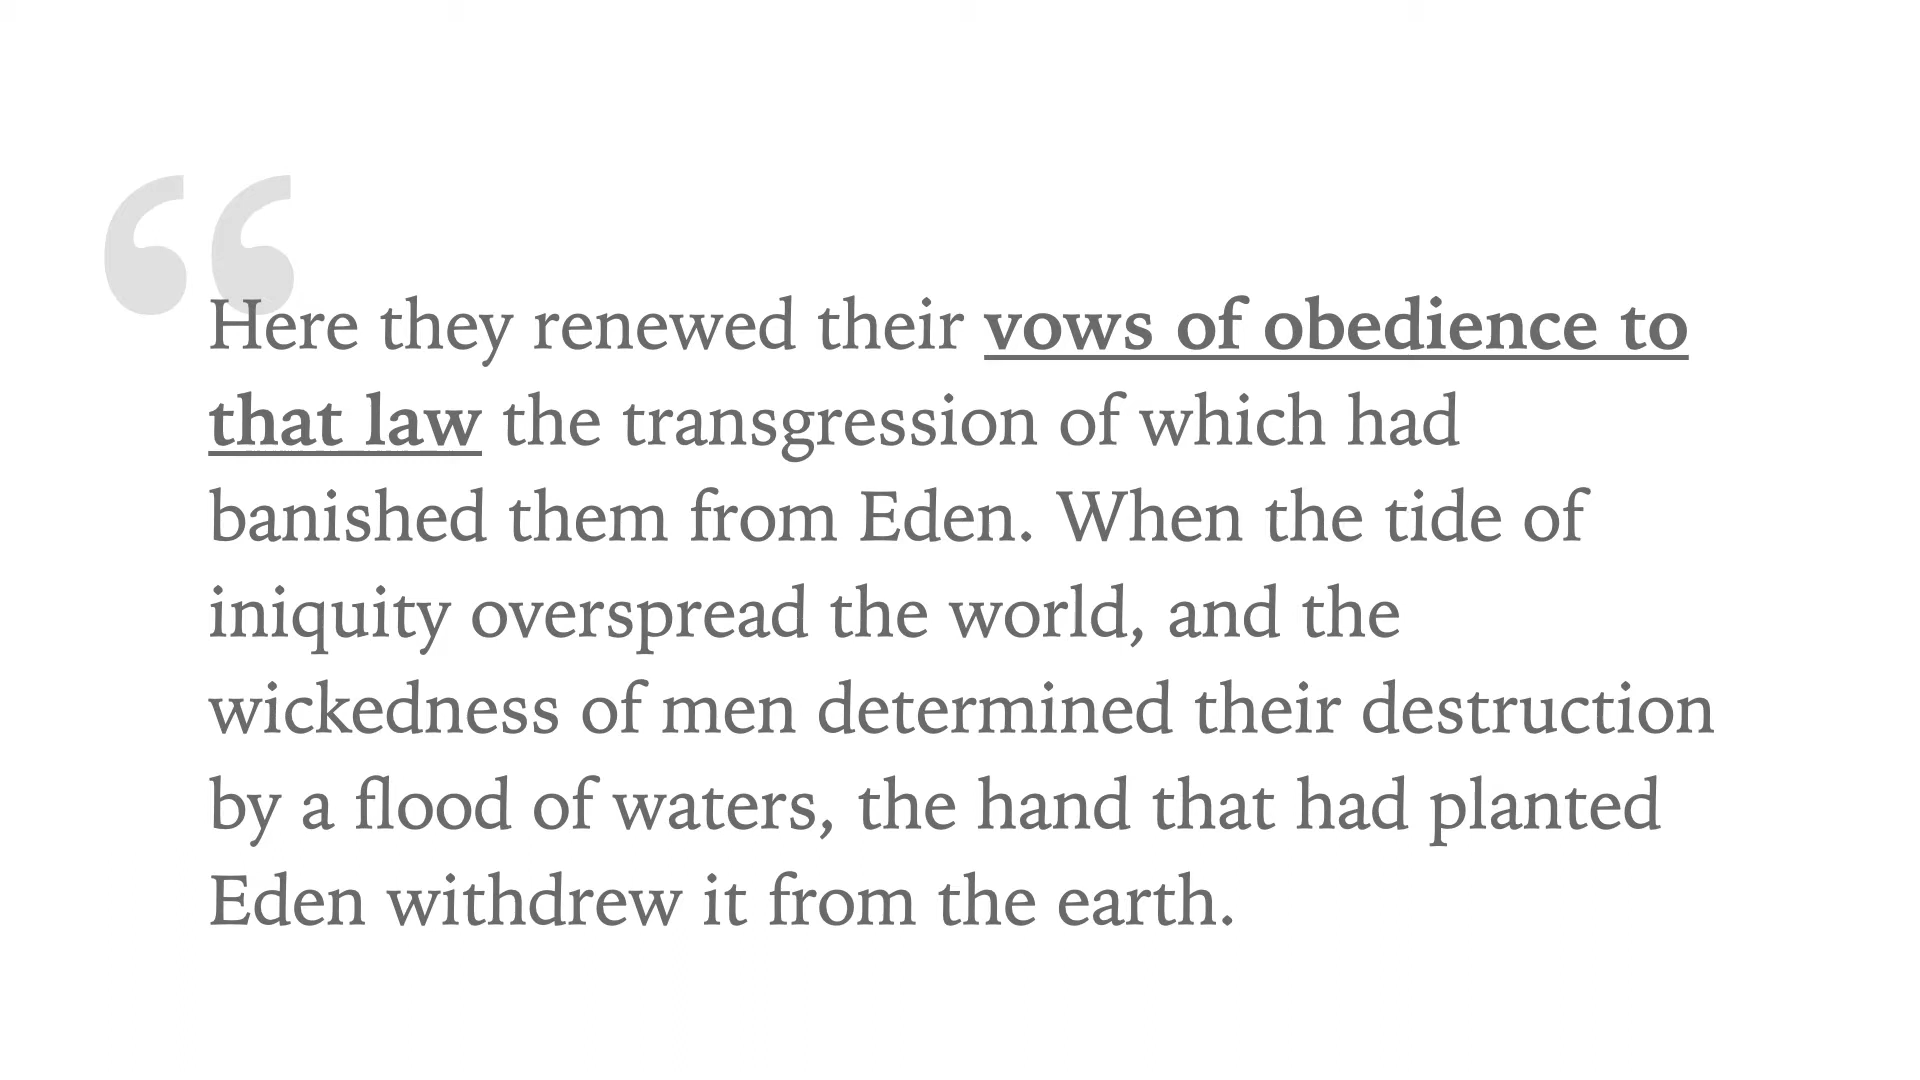 “
Here they renewed their vows of obedience to
that law the transgression of which had
banished them from Eden. When the tide of
iniquity overspread the world, and the
wickedness of men determined their destruction
by a flood of waters, the hand that had planted
Eden withdrew it from the earth.